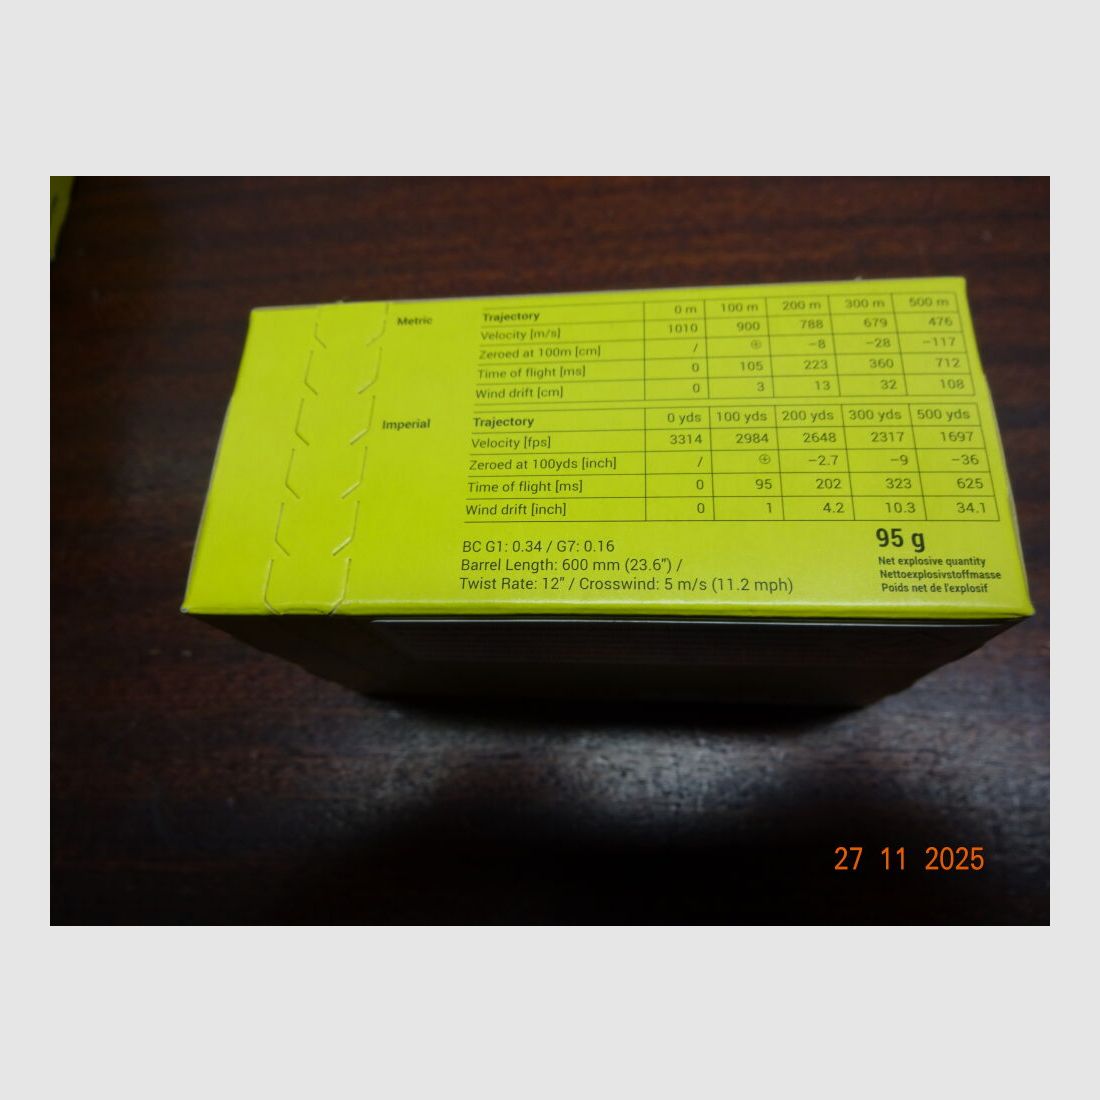 Metric
Trajectory 0 m 100 m 200 m 300 m 500 m
Velocity [m/s] 1010 900 788 679 476
Zeroed at 100m [cm] / ⊕ −8 −28 −117
Time of flight [ms] 0 105 223 360 712
Wind drift [cm] 0 3 13 32 108
Imperial
Trajectory 0 yds 100 yds 200 yds 300 yds 500 yds
Velocity [fps] 3314 2984 2648 2317 1697
Zeroed at 100yds [inch] / ⊕ −2.7 −9 −36
Time of flight [ms] 0 95 202 323 625
Wind drift [inch] 0 1 4.2 10.3 34.1
BC G1: 0.34 / G7: 0.16
Barrel Length: 600 mm (23.6") /
Twist Rate: 12" / Crosswind: 5 m/s (11.2 mph)
95 g
Net explosive quantity
Nettoexplosivstoffmasse
Poids net de l'explosif
27 11 2025